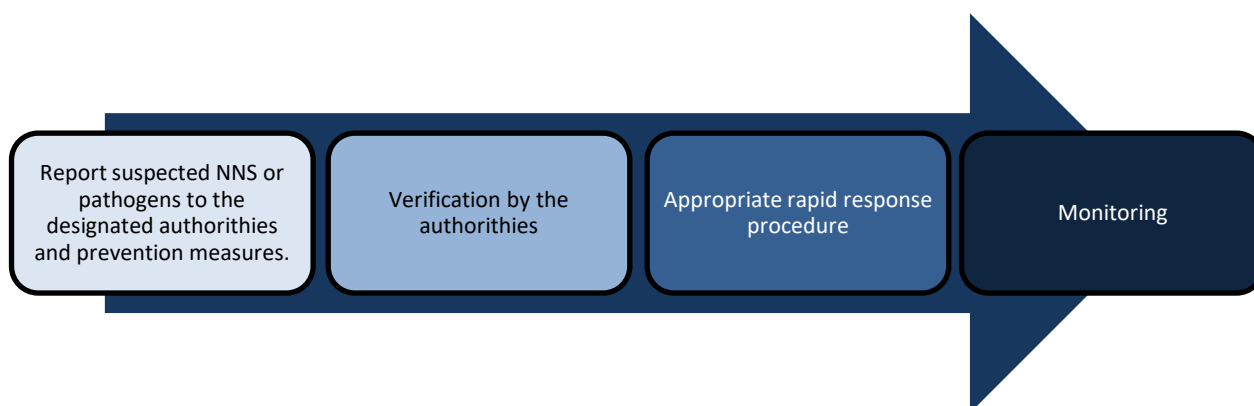 Report suspected NNS or
pathogens to the
designated authorithies
and prevention measures.
Verification by the
authorithies
Appropriate rapid response
procedure
Monitoring